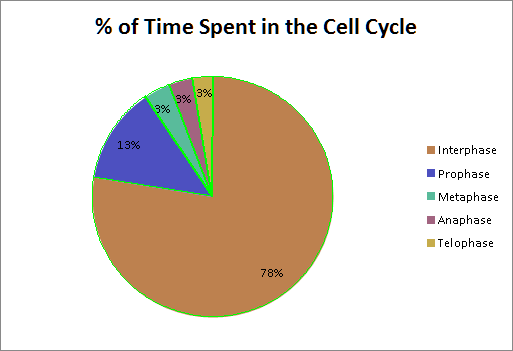 % of Time Spent in the Cell Cycle
3%
3%
3%
13%
78%
Interphase
Prophase
Metaphase
Anaphase
Telophase